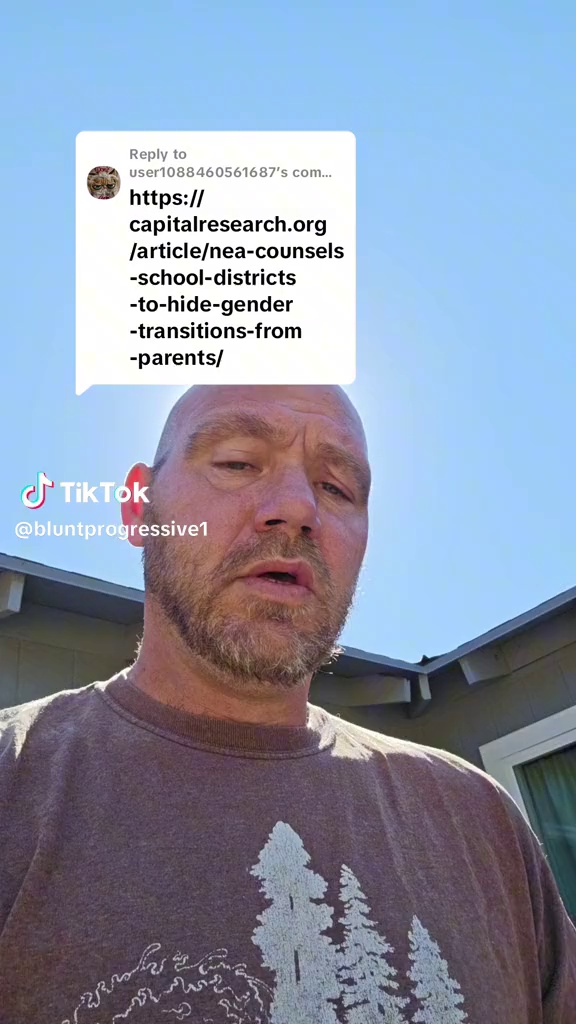 Reply to
user1088460561687's com...
https://
capitalresearch.org
/article/nea-counsels
-school-districts
-to-hide-gender
-transitions-from
-parents/
TikTok
@bluntprogressive1